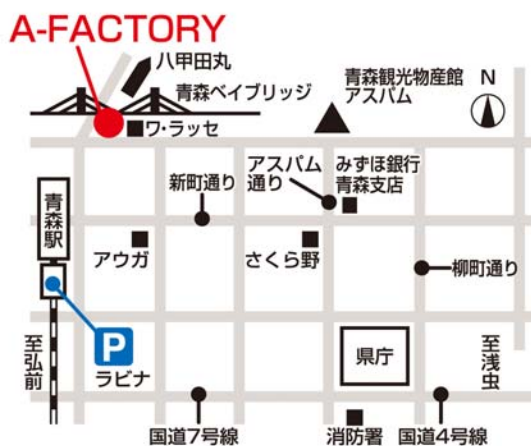 A-FACTORY
八甲田丸
青森ベイブリッジ
青森観光物産館
アスパム
N
ワ・ラッセ
新町通り
アスパム
通り
みずほ銀行
青森支店
青森駅
アウガ
さくら野
柳町通り
P
ラビナ
県庁
至弘前
至浅虫
国道7号線
消防署
国道4号線